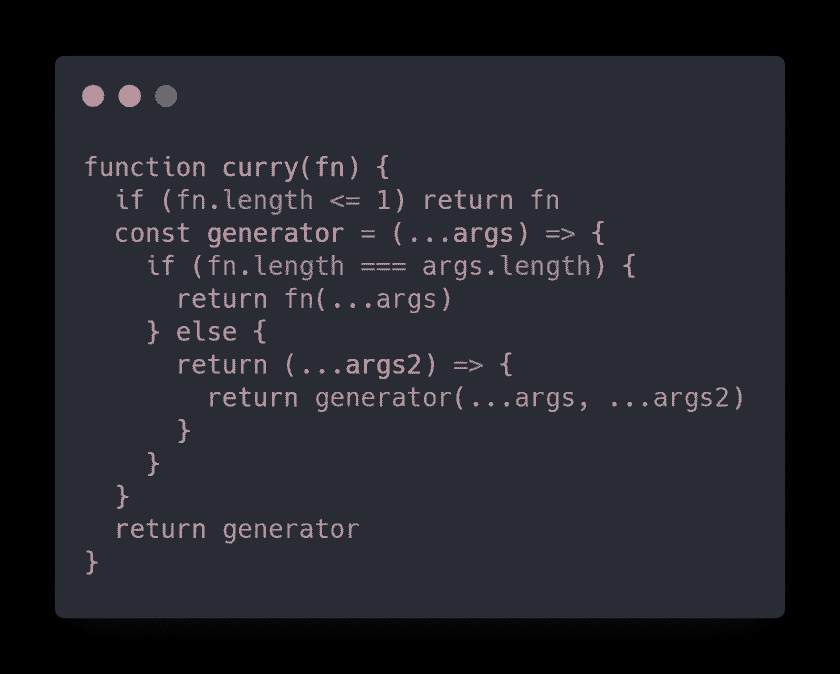 function curry(fn) {
  if (fn.length <= 1) return fn
  const generator = (...args) => {
    if (fn.length === args.length) {
      return fn(...args)
    } else {
      return (...args2) => {
        return generator(...args, ...args2)
      }
    }
  }
  return generator
}